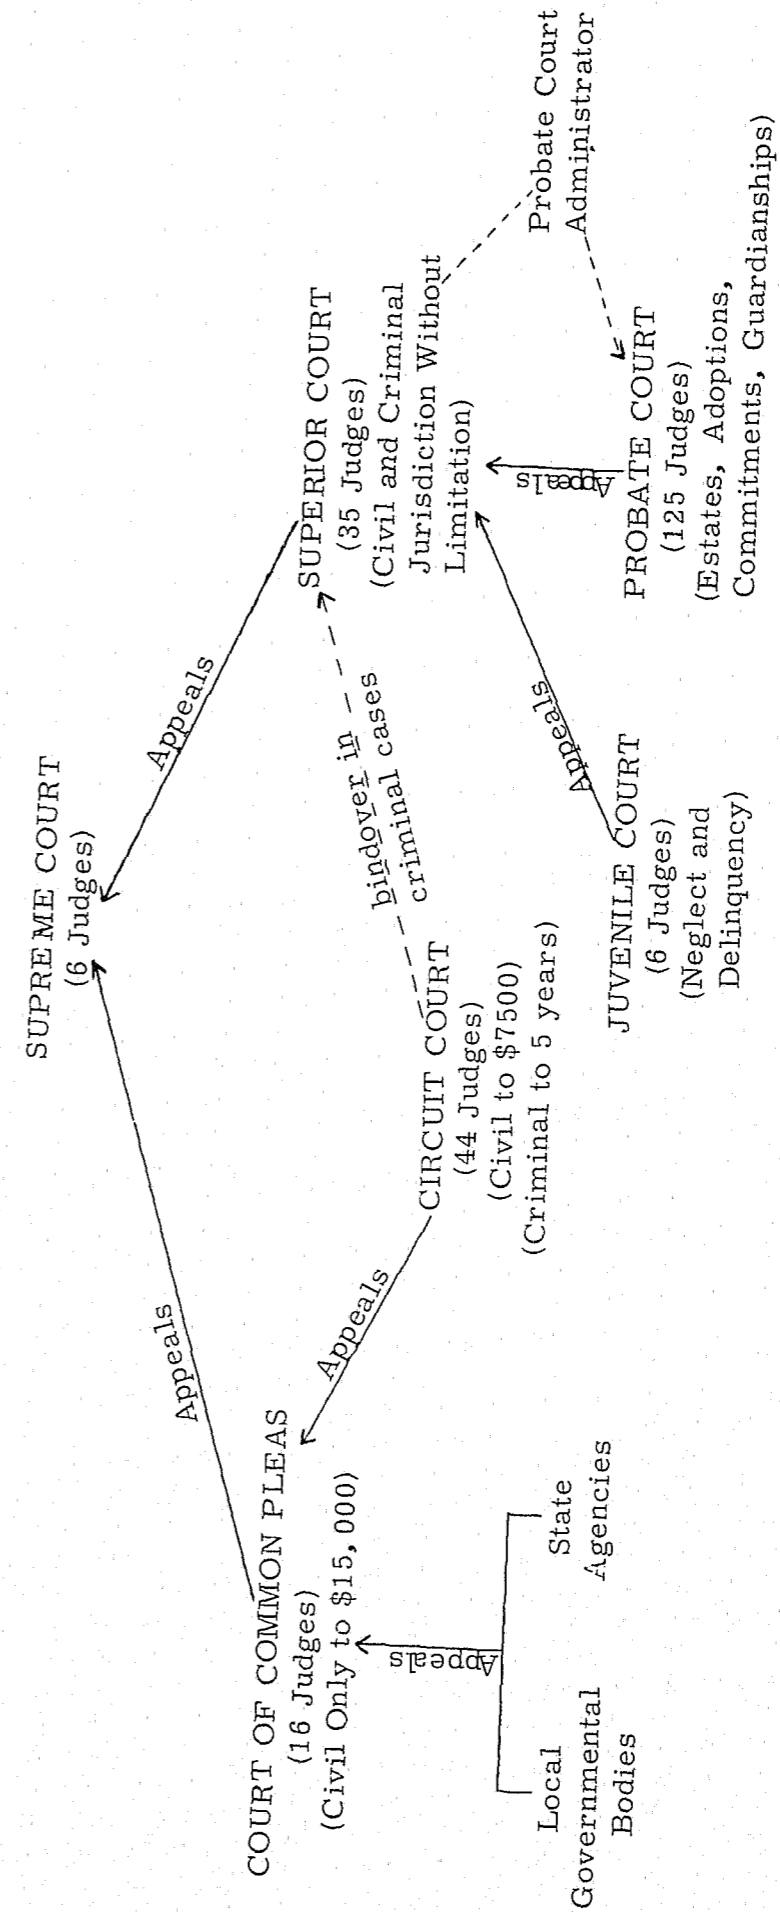 SUPREME COURT
(6 Judges)
Appeals
Appeals
COURT OF COMMON PLEAS
(16 Judges)
(Civil Only to $15,000)
Appeals
Local
Governmental
Bodies
State
Agencies
Appeals
CIRCUIT COURT
(44 Judges)
(Civil to $7500)
(Criminal to 5 years)
bindover in
criminal cases
SUPERIOR COURT
(35 Judges)
(Civil and Criminal
Jurisdiction Without
Limitation)
Appeals
JUVENILE COURT
(6 Judges)
(Neglect and
Delinquency)
Appeals
PROBATE COURT
(125 Judges)
(Estates, Adoptions,
Commitments, Guardianships)
Probate Court
Administrator